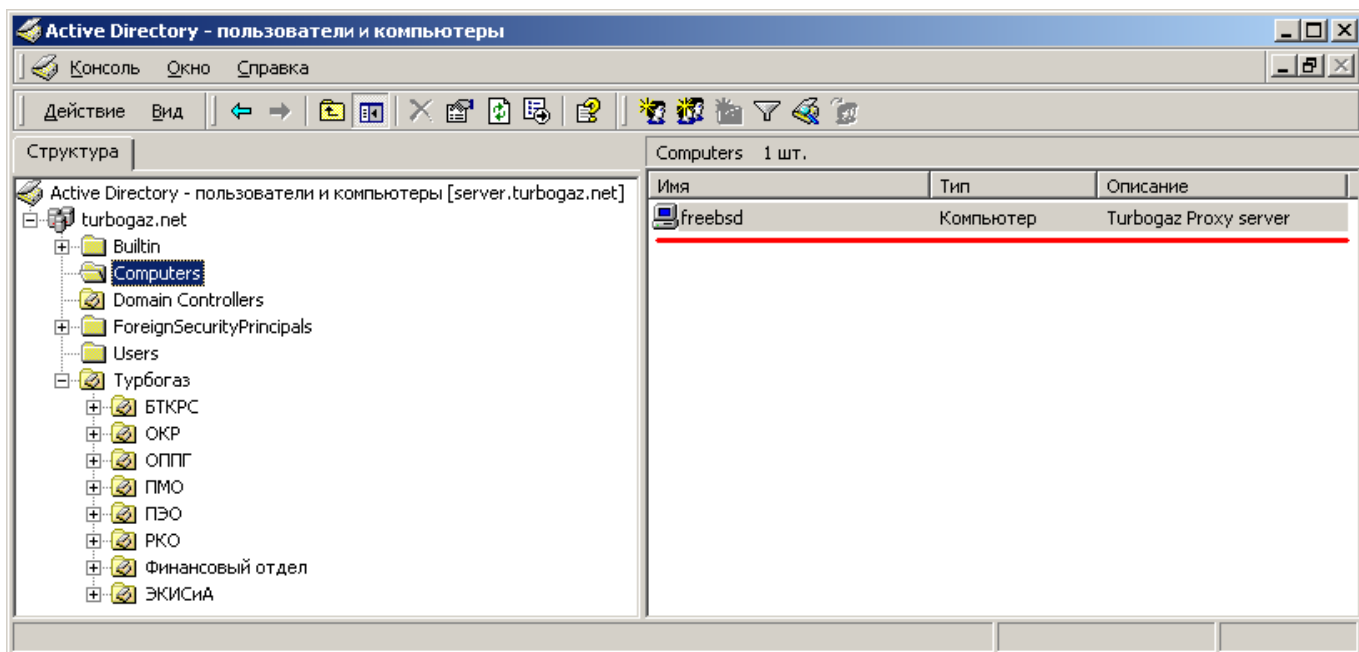 Active Directory - пользователи и компьютеры
Консоль Окно Справка
Действие Вид
Структура
Computers 1 шт.
Active Directory - пользователи и компьютеры [server.turbogaz.net]
Имя Тип Описание
turbogaz.net
freebsd Компьютер Turbogaz Proxy server
Builtin
Computers
Domain Controllers
ForeignSecurityPrincipals
Users
Турбогаз
БТКРС
ОКР
ОППГ
ПМО
ПЭО
РКО
Финансовый отдел
ЭКИСиА